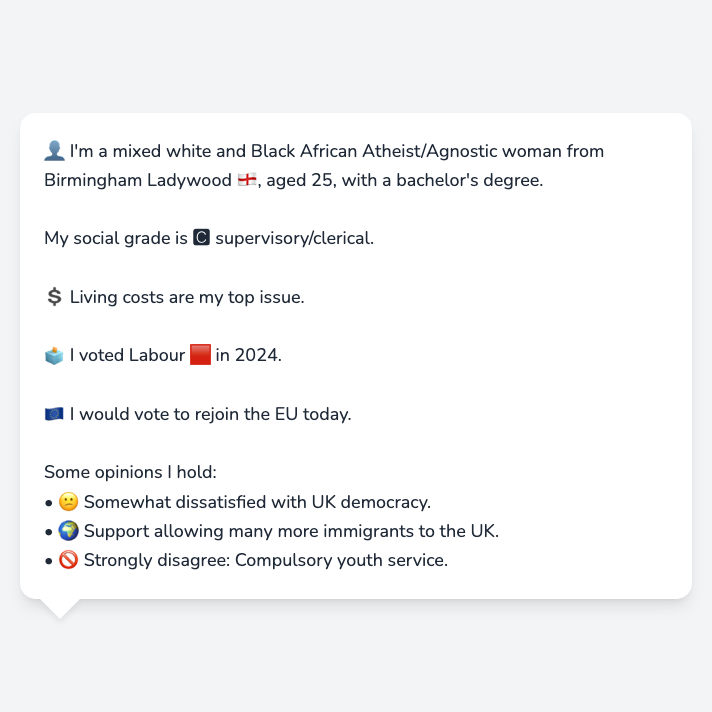 👤 I'm a mixed white and Black African Atheist/Agnostic woman from
Birmingham Ladywood 🏴󠁧󠁢󠁥󠁮󠁧󠁿, aged 25, with a bachelor's degree.
My social grade is 🅲 supervisory/clerical.
💲 Living costs are my top issue.
🗳️ I voted Labour 🟥 in 2024.
🇪🇺 I would vote to rejoin the EU today.
Some opinions I hold:
• 🙁 Somewhat dissatisfied with UK democracy.
• 🌍 Support allowing many more immigrants to the UK.
• 🚫 Strongly disagree: Compulsory youth service.